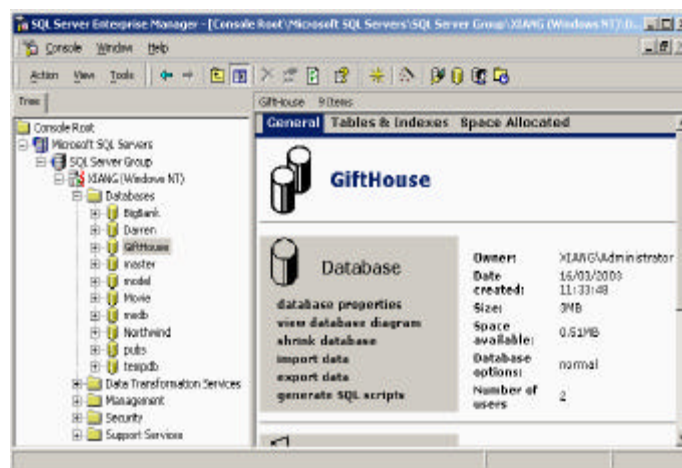 SQL Server Enterprise Manager - [Console Root\Microsoft SQL Servers\SQL Server Group\XIANG (Windows NT)\D...
Console Window Help
Action View Tools
Tree
GiftHouse 9 Items
Console Root
Microsoft SQL Servers
SQL Server Group
XIANG (Windows NT)
Databases
BigBank
Darren
GiftHouse
master
model
Movie
msdb
Northwind
pubs
tempdb
Data Transformation Services
Management
Security
Support Services
General Tables & Indexes Space Allocated
GiftHouse
Database
database properties
view database diagram
shrink database
import data
export data
generate SQL scripts
Owner: XIANG\Administrator
Date created: 16/03/2003 11:33:48
Size: 3MB
Space available: 0.51MB
Database options: normal
Number of users 2